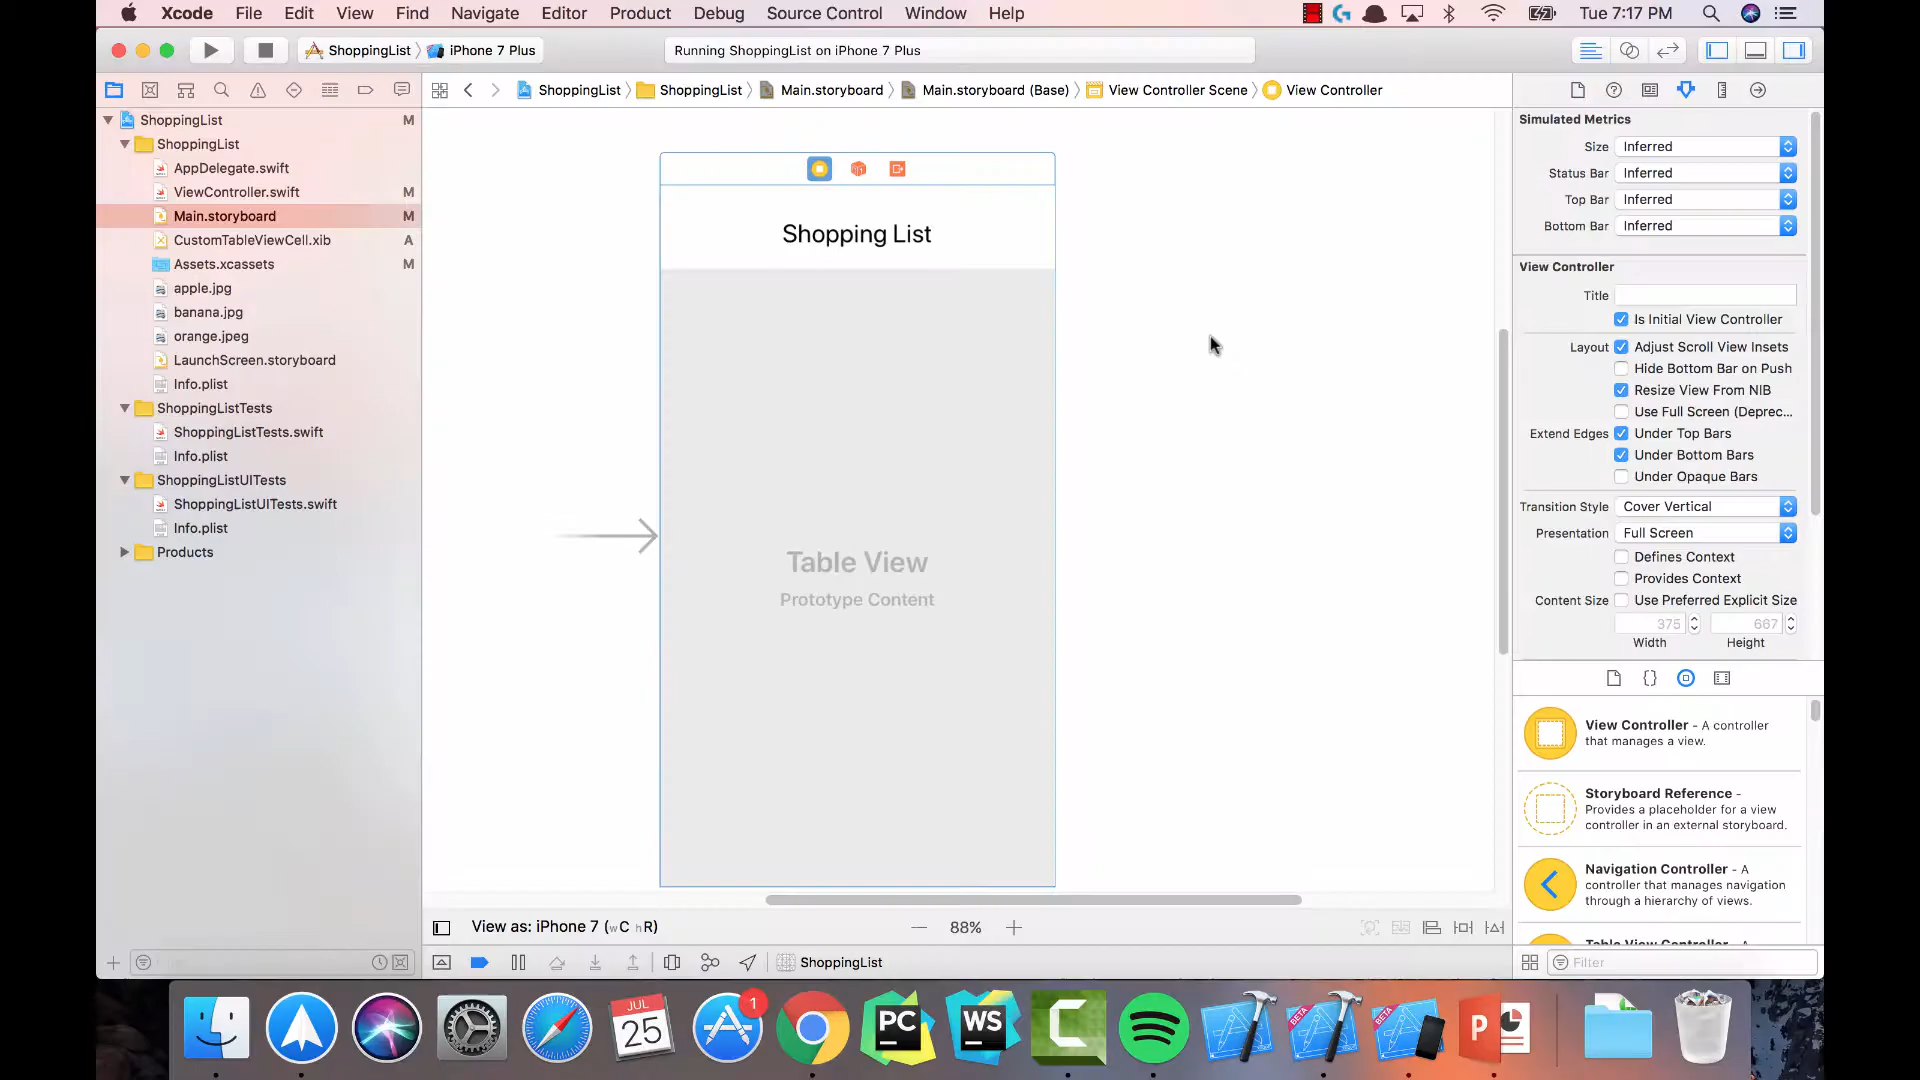 Xcode File Edit View Find Navigate Editor Product Debug Source Control Window Help Tue 7:17 PM
ShoppingList iPhone 7 Plus Running ShoppingList on iPhone 7 Plus
ShoppingList ShoppingList Main.storyboard Main.storyboard (Base) View Controller Scene View Controller
ShoppingList M
ShoppingList
AppDelegate.swift
ViewController.swift M
Main.storyboard M
CustomTableViewCell.xib A
Assets.xcassets M
apple.jpg
banana.jpg
orange.jpeg
LaunchScreen.storyboard
Info.plist
ShoppingListTests
ShoppingListTests.swift
Info.plist
ShoppingListUITests
ShoppingListUITests.swift
Info.plist
Products
Shopping List
Table View
Prototype Content
View as: iPhone 7 (wC hR) 88%
ShoppingList
Simulated Metrics
Size Inferred
Status Bar Inferred
Top Bar Inferred
Bottom Bar Inferred
View Controller
Title
Is Initial View Controller
Layout Adjust Scroll View Insets
Hide Bottom Bar on Push
Resize View From NIB
Use Full Screen (Deprec...
Extend Edges Under Top Bars
Under Bottom Bars
Under Opaque Bars
Transition Style Cover Vertical
Presentation Full Screen
Defines Context
Provides Context
Content Size Use Preferred Explicit Size
375 667
Width Height
{}
View Controller - A controller
that manages a view.
Storyboard Reference -
Provides a placeholder for a view
controller in an external storyboard.
Navigation Controller - A
controller that manages navigation
through a hierarchy of views.
Table View Controller - A
Filter
JUL
25
1
PC
WS
C
BETA
BETA
P